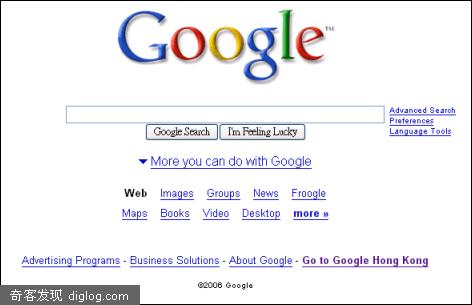 Google™
Advanced Search
Preferences
Language Tools
Google Search I'm Feeling Lucky
More you can do with Google
Web Images Groups News Froogle
Maps Books Video Desktop more »
Advertising Programs - Business Solutions - About Google - Go to Google Hong Kong
©2006 Google
奇客发现 diglog.com